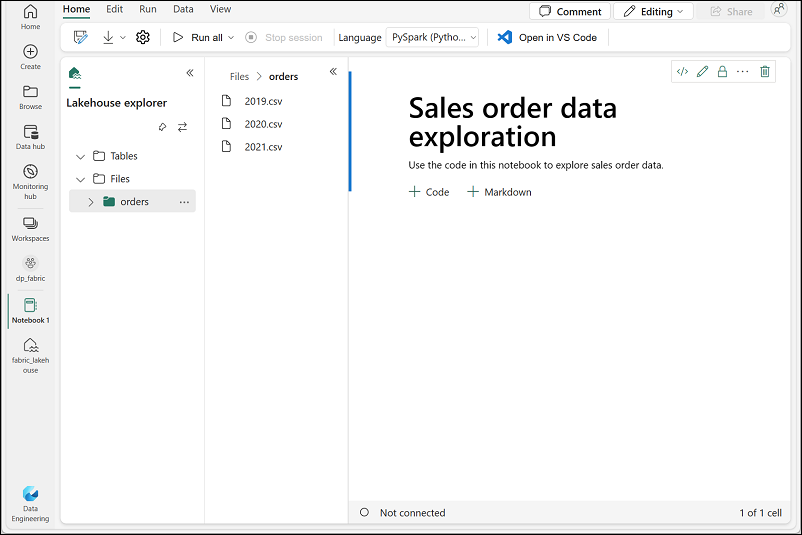 Home
Edit
Run
Data
View
Comment
Editing
Share
Run all
Stop session
Language
PySpark (Pytho...
Open in VS Code
Home
Create
Browse
Data hub
Monitoring
hub
Workspaces
dp_fabric
Notebook 1
fabric_lakeh
ouse
Data
Engineering
Lakehouse explorer
Tables
Files
orders
Files > orders
2019.csv
2020.csv
2021.csv
Sales order data
exploration
Use the code in this notebook to explore sales order data.
+ Code
+ Markdown
Not connected
1 of 1 cell